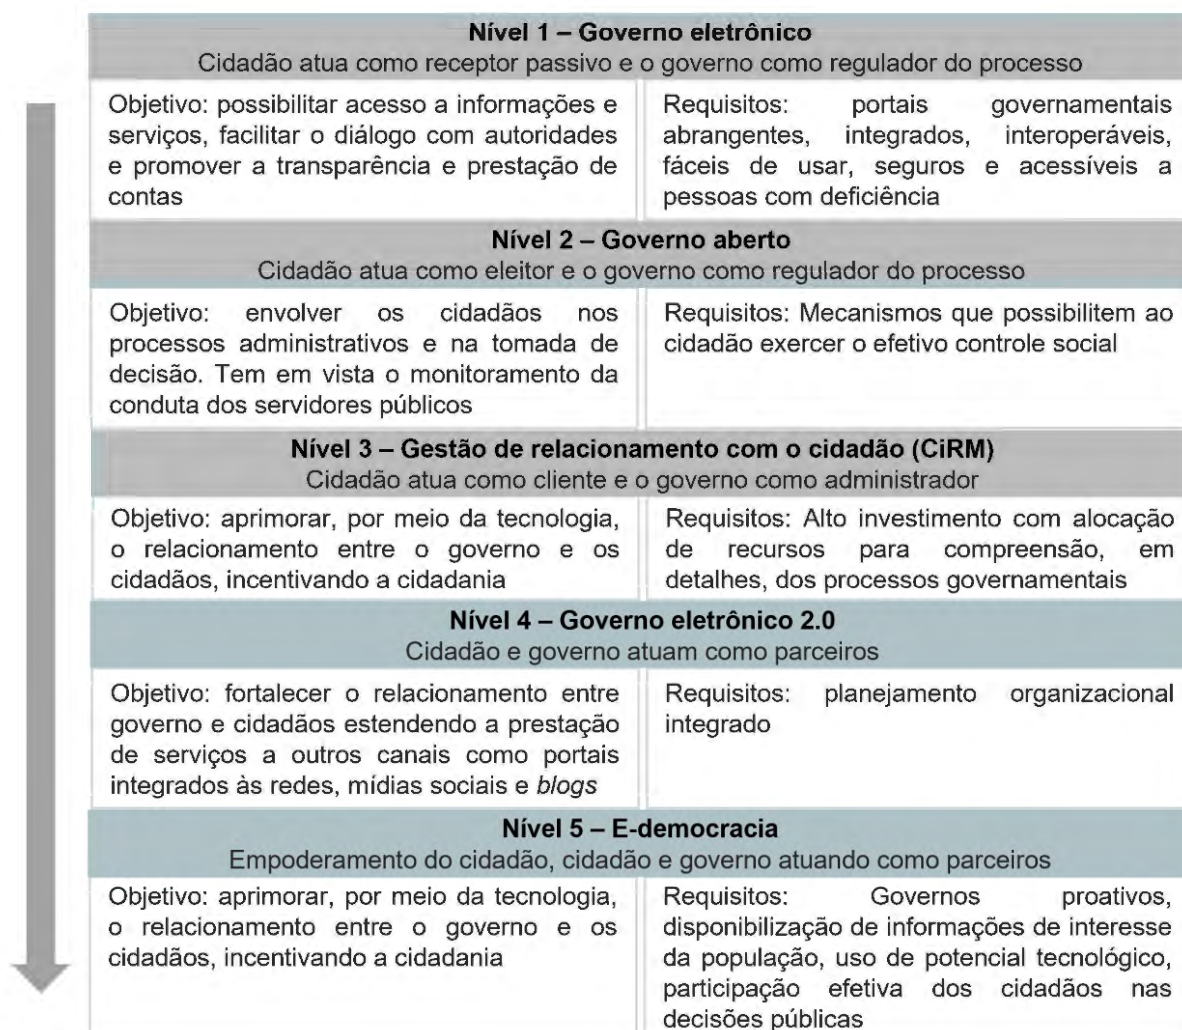 Nível 1 – Governo eletrônico
Cidadão atua como receptor passivo e o governo como regulador do processo
Objetivo: possibilitar acesso a informações e
serviços, facilitar o diálogo com autoridades
e promover a transparência e prestação de
contas
Requisitos: portais governamentais
abrangentes, integrados, interoperáveis,
fáceis de usar, seguros e acessíveis a
pessoas com deficiência
Nível 2 – Governo aberto
Cidadão atua como eleitor e o governo como regulador do processo
Objetivo: envolver os cidadãos nos
processos administrativos e na tomada de
decisão. Tem em vista o monitoramento da
conduta dos servidores públicos
Requisitos: Mecanismos que possibilitem ao
cidadão exercer o efetivo controle social
Nível 3 – Gestão de relacionamento com o cidadão (CiRM)
Cidadão atua como cliente e o governo como administrador
Objetivo: aprimorar, por meio da tecnologia,
o relacionamento entre o governo e os
cidadãos, incentivando a cidadania
Requisitos: Alto investimento com alocação
de recursos para compreensão, em
detalhes, dos processos governamentais
Nível 4 – Governo eletrônico 2.0
Cidadão e governo atuam como parceiros
Objetivo: fortalecer o relacionamento entre
governo e cidadãos estendendo a prestação
de serviços a outros canais como portais
integrados às redes, mídias sociais e blogs
Requisitos: planejamento organizacional
integrado
Nível 5 – E-democracia
Empoderamento do cidadão, cidadão e governo atuando como parceiros
Objetivo: aprimorar, por meio da tecnologia,
o relacionamento entre o governo e os
cidadãos, incentivando a cidadania
Requisitos: Governos proativos,
disponibilização de informações de interesse
da população, uso de potencial tecnológico,
participação efetiva dos cidadãos nas
decisões públicas